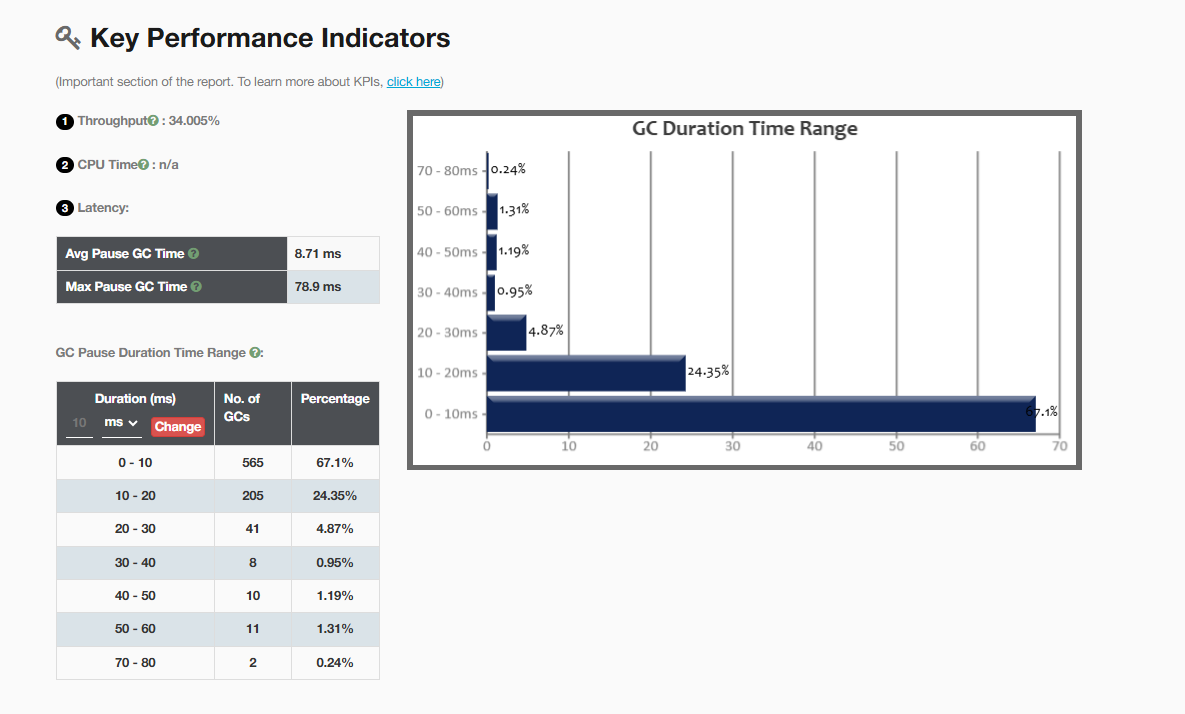 Key Performance Indicators
(Important section of the report. To learn more about KPIs, click here)
1 Throughput? : 34.005%
2 CPU Time? : n/a
3 Latency:
Avg Pause GC Time ? 8.71 ms
Max Pause GC Time ? 78.9 ms
GC Pause Duration Time Range ?:
Duration (ms) No. of GCs Percentage
10 ms Change
0 - 10 565 67.1%
10 - 20 205 24.35%
20 - 30 41 4.87%
30 - 40 8 0.95%
40 - 50 10 1.19%
50 - 60 11 1.31%
70 - 80 2 0.24%
GC Duration Time Range
70 - 80ms 0.24%
50 - 60ms 1.31%
40 - 50ms 1.19%
30 - 40ms 0.95%
20 - 30ms 4.87%
10 - 20ms 24.35%
0 - 10ms 67.1%
0 10 20 30 40 50 60 70